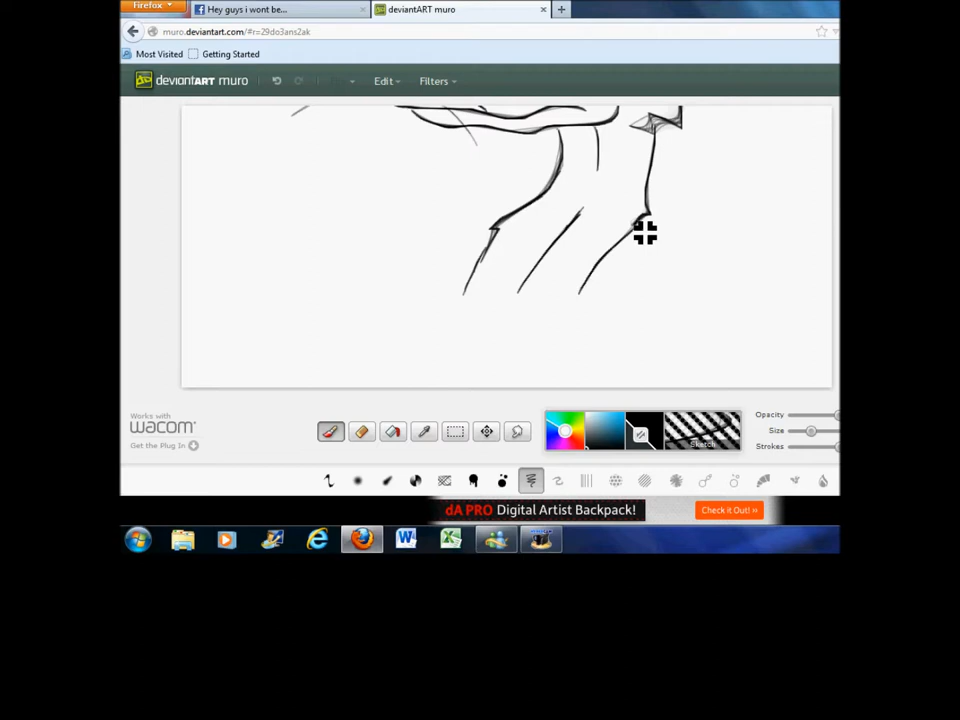 Firefox
Hey guys i wont be...
deviantART muro
muro.deviantart.com/#r=29do3ans2ak
Most Visited
Getting Started
deviantART muro
Edit
Filters
Works with
wacom
Get the Plug In
Sketch
Opacity
Size
Strokes
dA PRO Digital Artist Backpack!
Check it Out! »